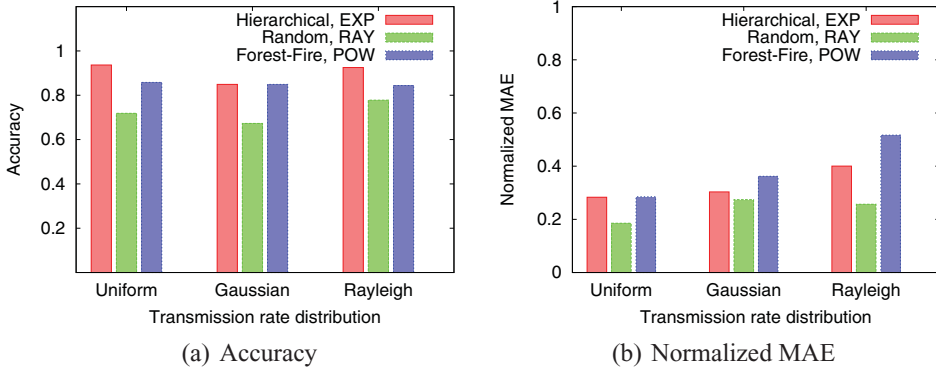 Hierarchical, EXP
Random, RAY
Forest-Fire, POW
1
0.8
0.6
0.4
0.2
Accuracy
Uniform Gaussian Rayleigh
Transmission rate distribution
(a) Accuracy
Hierarchical, EXP
Random, RAY
Forest-Fire, POW
1
0.8
0.6
0.4
0.2
0
Normalized MAE
Uniform Gaussian Rayleigh
Transmission rate distribution
(b) Normalized MAE